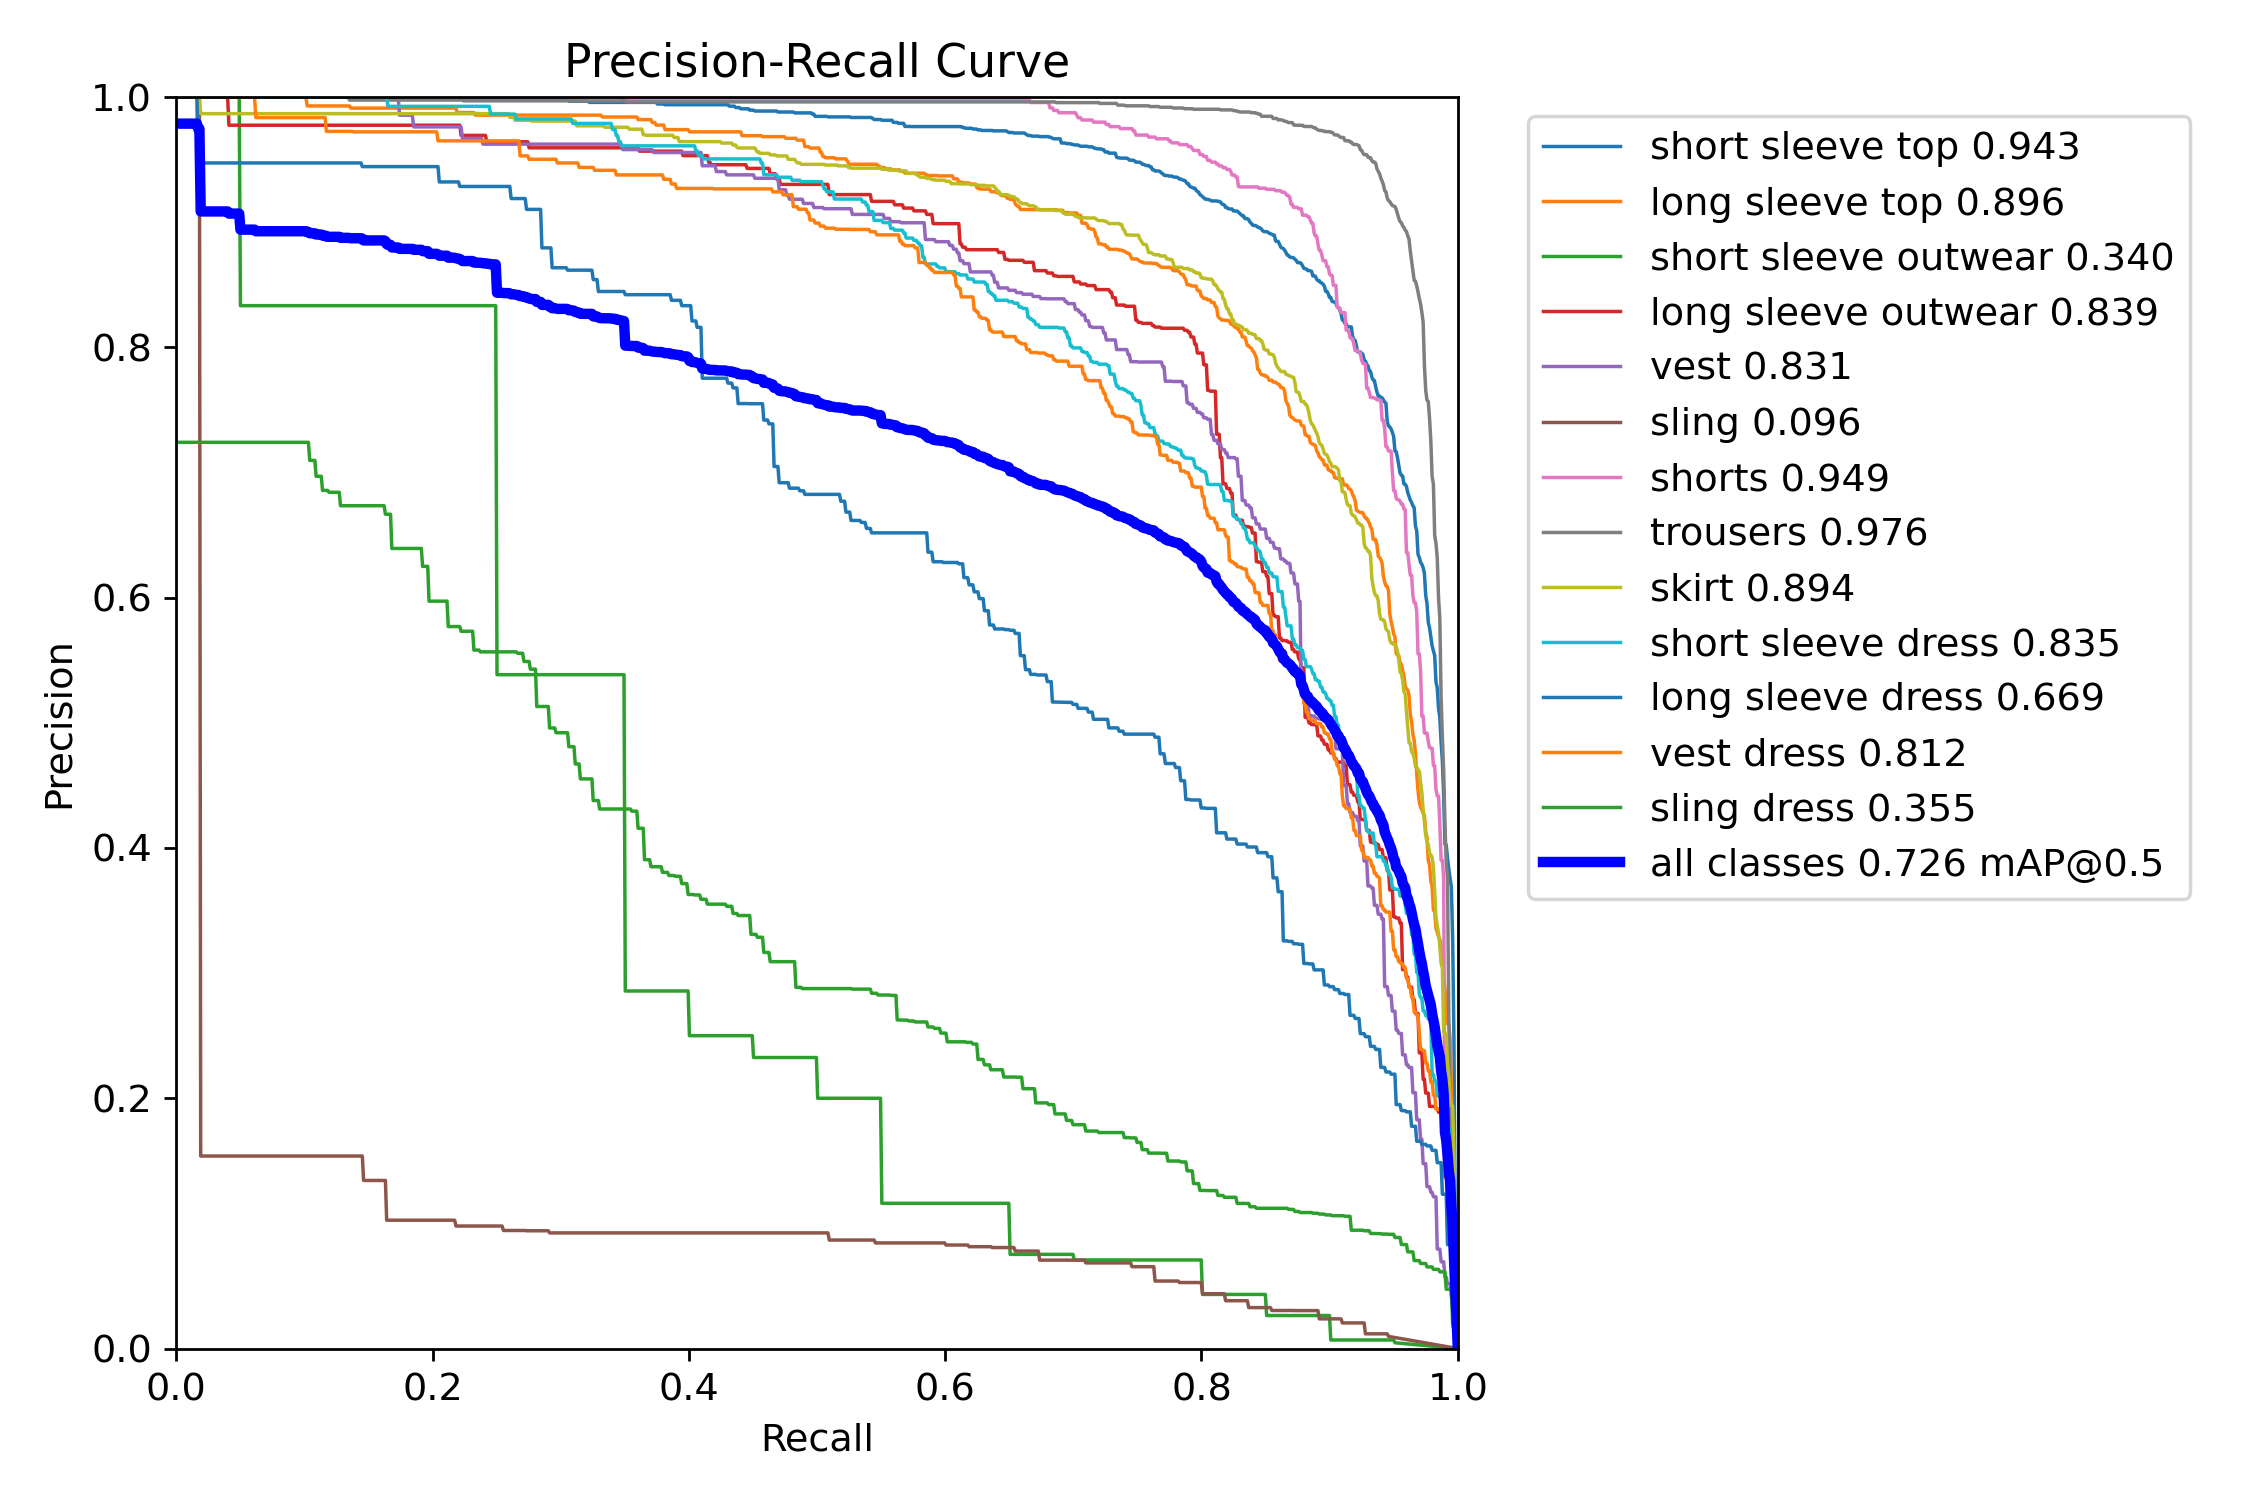 Precision-Recall Curve
1.0
0.8
0.6
0.4
0.2
0.0
Precision
0.0 0.2 0.4 0.6 0.8 1.0
Recall
short sleeve top 0.943
long sleeve top 0.896
short sleeve outwear 0.340
long sleeve outwear 0.839
vest 0.831
sling 0.096
shorts 0.949
trousers 0.976
skirt 0.894
short sleeve dress 0.835
long sleeve dress 0.669
vest dress 0.812
sling dress 0.355
all classes 0.726 mAP@0.5